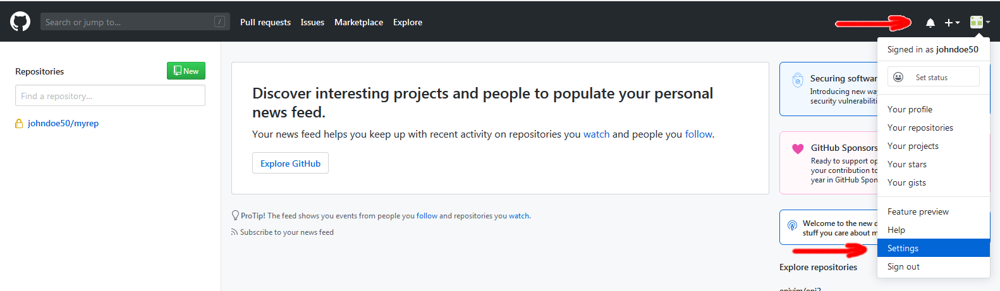 Search or jump to... /
Pull requests
Issues
Marketplace
Explore
Repositories
New
Find a repository...
johndoe50/myrep
Discover interesting projects and people to populate your personal
news feed.
Your news feed helps you keep up with recent activity on repositories you watch and people you follow.
Explore GitHub
ProTip! The feed shows you events from people you follow and repositories you watch.
Subscribe to your news feed
Securing softwar
Introducing new wa
security vulnerabiliti
GitHub Sponsors
Ready to support op
your contribution to
year in GitHub Spon
Welcome to the new d
stuff you care about m
Explore repositories
Signed in as johndoe50
Set status
Your profile
Your repositories
Your projects
Your stars
Your gists
Feature preview
Help
Settings
Sign out